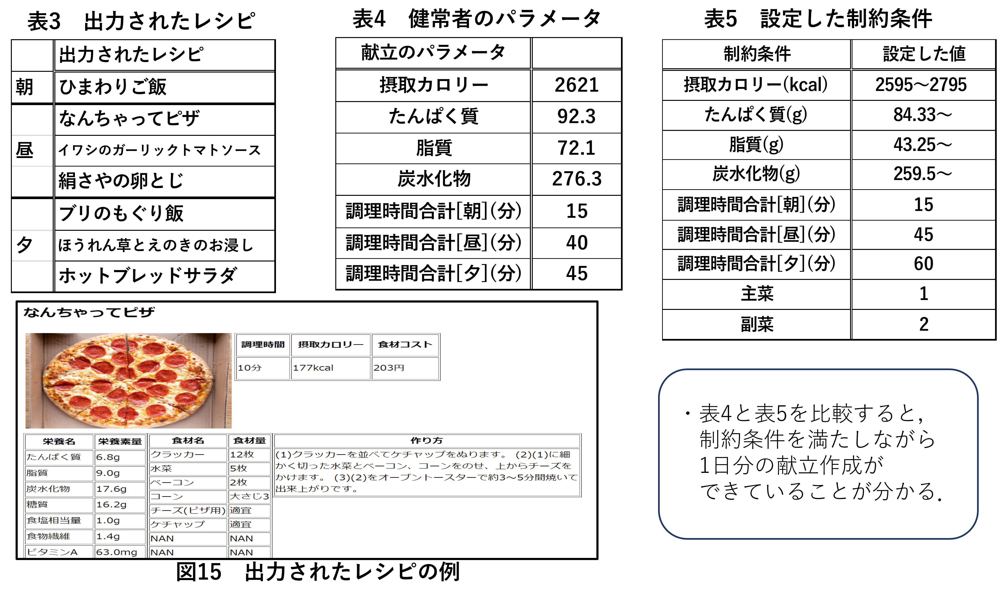 表3　出力されたレシピ
出力されたレシピ
朝 ひまわりご飯
なんちゃってピザ
昼 イワシのガーリックトマトソース
絹さやの卵とじ
ブリのもぐり飯
夕 ほうれん草とえのきのお浸し
ホットブレッドサラダ
表4　健常者のパラメータ
献立のパラメータ
摂取カロリー 2621
たんぱく質 92.3
脂質 72.1
炭水化物 276.3
調理時間合計[朝](分) 15
調理時間合計[昼](分) 40
調理時間合計[夕](分) 45
表5　設定した制約条件
制約条件 設定した値
摂取カロリー(kcal) 2595～2795
たんぱく質(g) 84.33～
脂質(g) 43.25～
炭水化物(g) 259.5～
調理時間合計[朝](分) 15
調理時間合計[昼](分) 45
調理時間合計[夕](分) 60
主菜 1
副菜 2
なんちゃってピザ
調理時間 摂取カロリー 食材コスト
10分 177kcal 203円
栄養名 栄養素量
たんぱく質 6.8g
脂質 9.0g
炭水化物 17.6g
糖質 16.2g
食塩相当量 1.0g
食物繊維 1.4g
ビタミンA 63.0mg
食材名 食材量
クラッカー 12枚
水菜 5枚
ベーコン 2枚
コーン 大さじ3
チーズ(ピザ用) 適宜
ケチャップ 適宜
NAN NAN
NAN NAN
作り方
(1)クラッカーを並べてケチャップをぬります。 (2)(1)に細
かく切った水菜とベーコン、コーンをのせ、上からチーズを
かけます。 (3)(2)をオーブントースターで約3～5分間焼いて
出来上がりです。
図15　出力されたレシピの例
・表4と表5を比較すると，
制約条件を満たしながら
1日分の献立作成が
できていることが分かる．